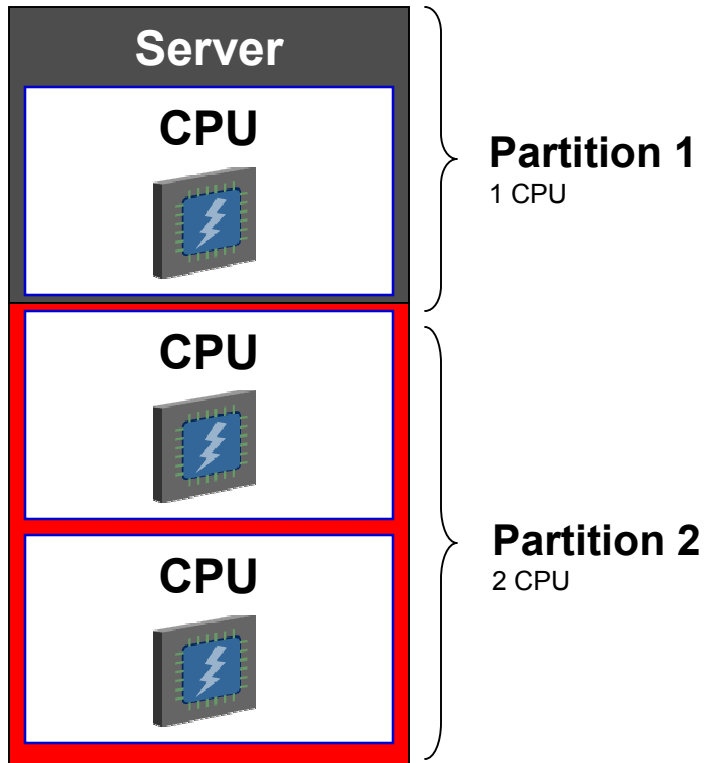 Server
CPU
Partition 1
1 CPU
CPU
Partition 2
2 CPU
CPU